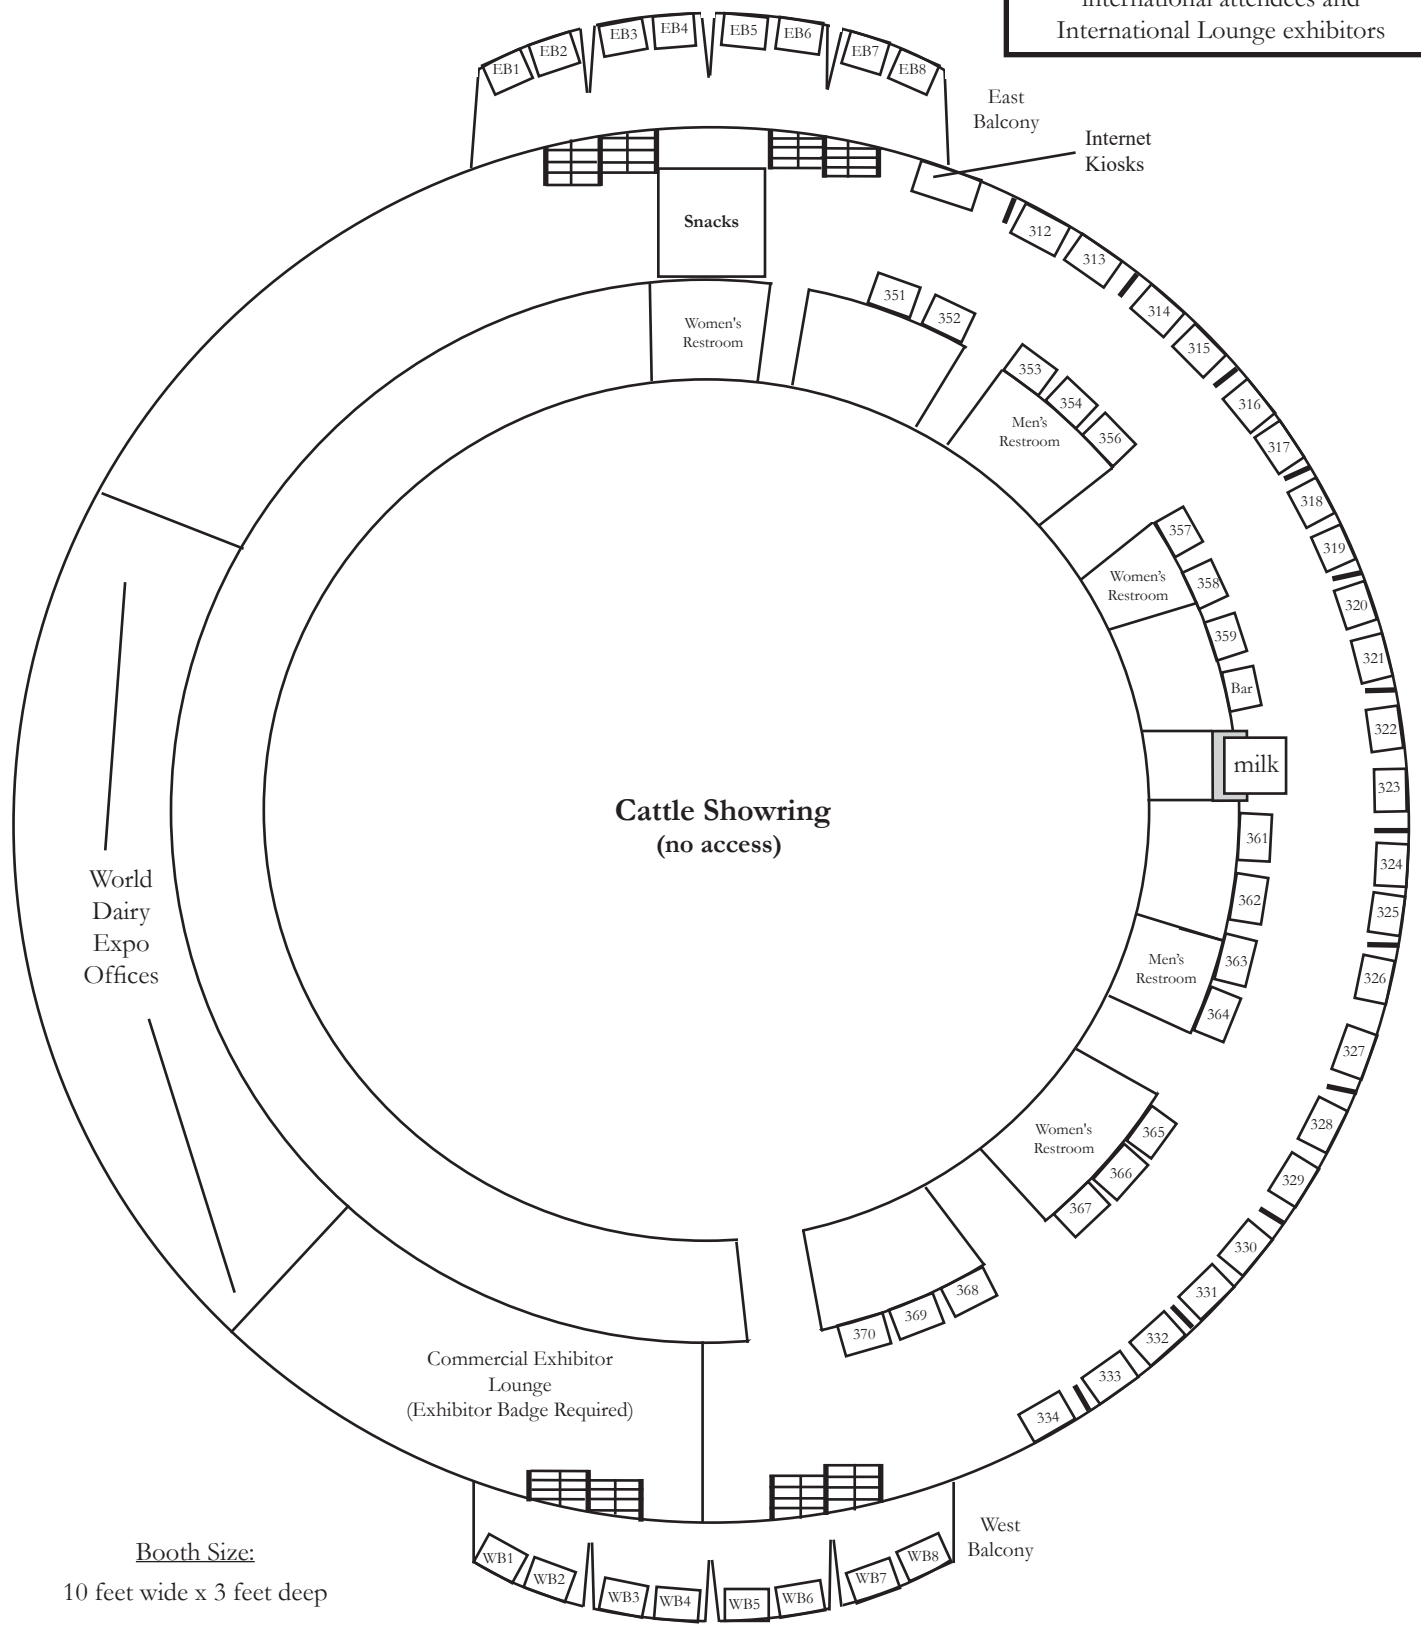 international attendees and
International Lounge exhibitors
EB1
EB2
EB3
EB4
EB5
EB6
EB7
EB8
East
Balcony
Internet
Kiosks
Snacks
Women's
Restroom
312
313
314
315
316
317
318
319
320
321
322
323
324
325
326
327
328
329
330
331
332
333
334
351
352
353
354
356
Men's
Restroom
357
358
359
Bar
Women's
Restroom
milk
361
362
363
364
Men's
Restroom
365
366
367
Women's
Restroom
368
369
370
Cattle Showring
(no access)
World
Dairy
Expo
Offices
Commercial Exhibitor
Lounge
(Exhibitor Badge Required)
West
Balcony
WB1
WB2
WB3
WB4
WB5
WB6
WB7
WB8
Booth Size:
10 feet wide x 3 feet deep